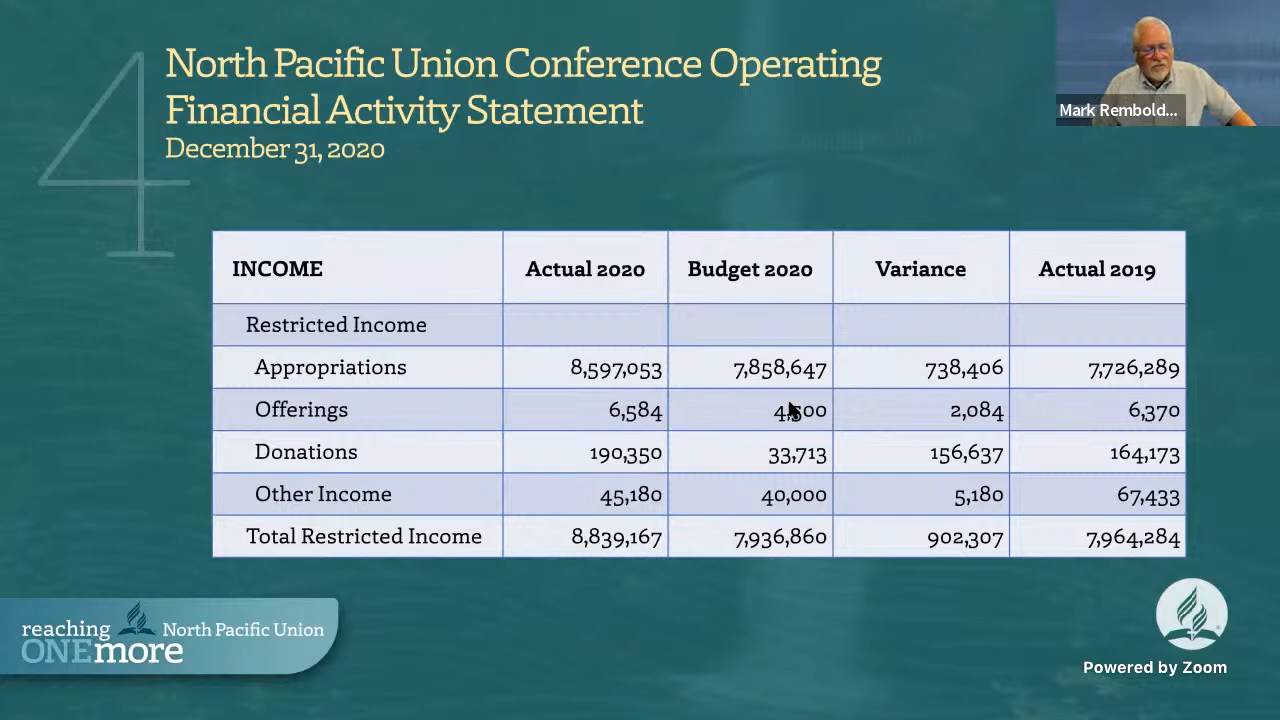 4
North Pacific Union Conference Operating
Financial Activity Statement
December 31, 2020
Mark Rembold...
INCOME Actual 2020 Budget 2020 Variance Actual 2019
Restricted Income
Appropriations 8,597,053 7,858,647 738,406 7,726,289
Offerings 6,584 4,500 2,084 6,370
Donations 190,350 33,713 156,637 164,173
Other Income 45,180 40,000 5,180 67,433
Total Restricted Income 8,839,167 7,936,860 902,307 7,964,284
reaching North Pacific Union
ONEmore
Powered by Zoom